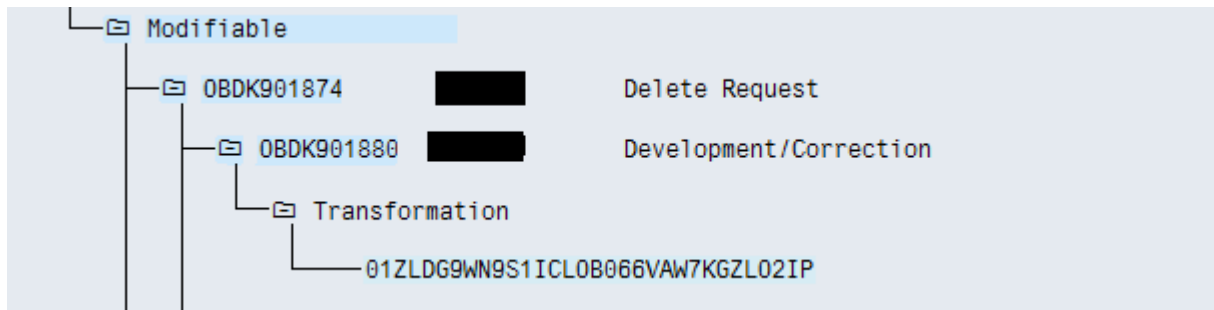 Modifiable
OBDK901874 Delete Request
OBDK901880 Development/Correction
Transformation
01ZLDG9WN9S1ICLOB066VAW7KGZLO2IP